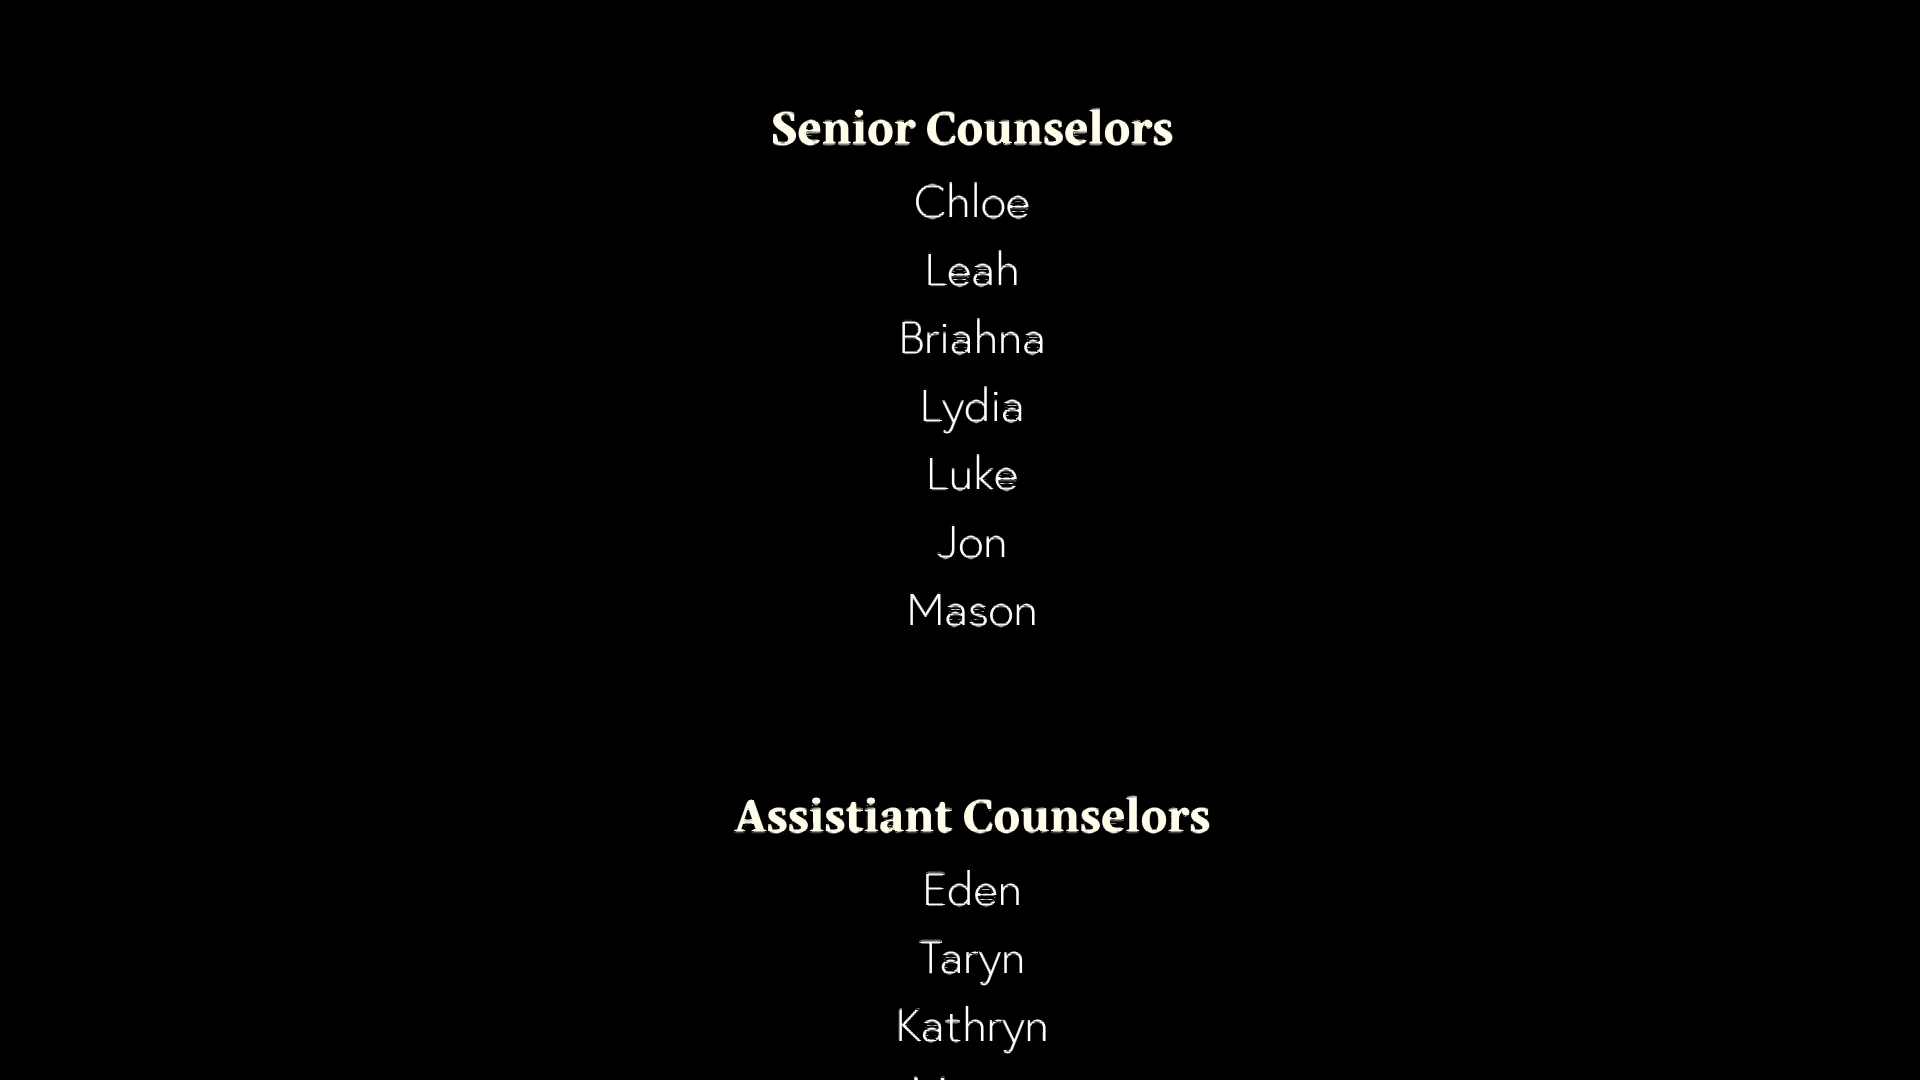 Senior Counselors
Chloe
Leah
Briahna
Lydia
Luke
Jon
Mason
Assistiant Counselors
Eden
Taryn
Kathryn